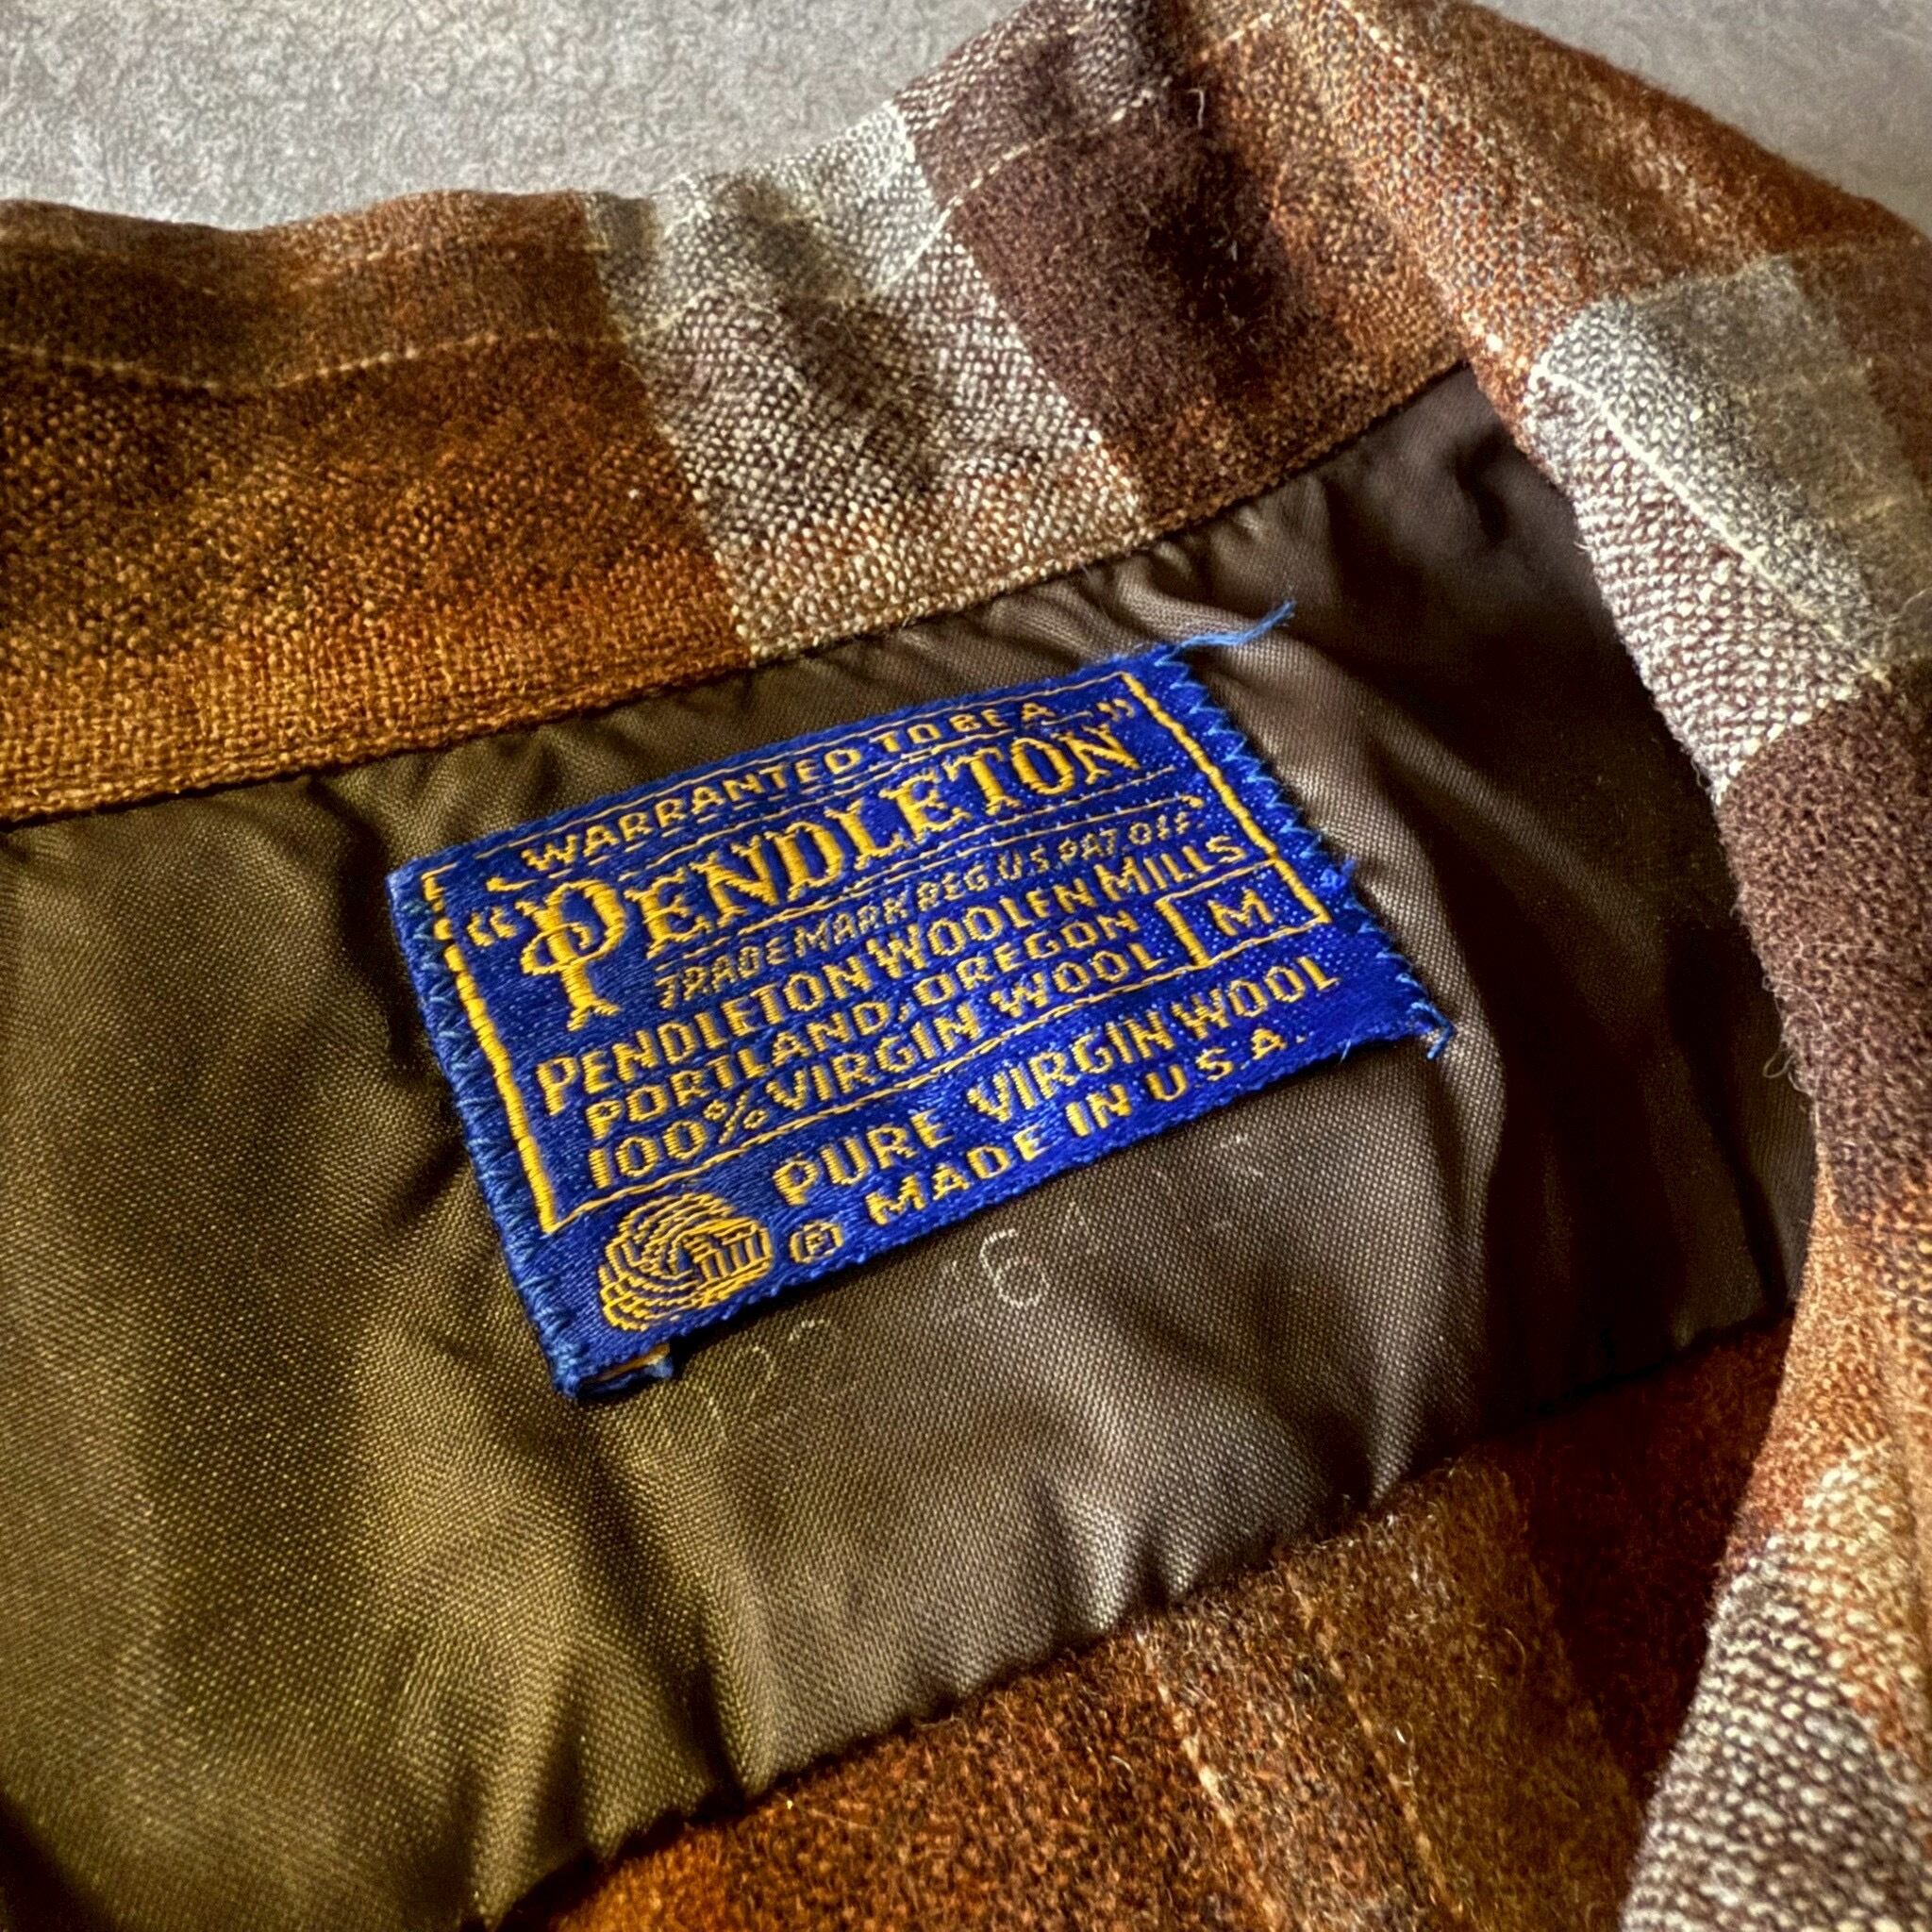 WARRANTED TO BE A
"PENDLETON"
TRADE MARK REG U.S. PAT. OFF.
PENDLETON WOOLEN MILLS
PORTLAND, OREGON
100% VIRGIN WOOL
M
PURE VIRGIN WOOL
® MADE IN U.S.A.